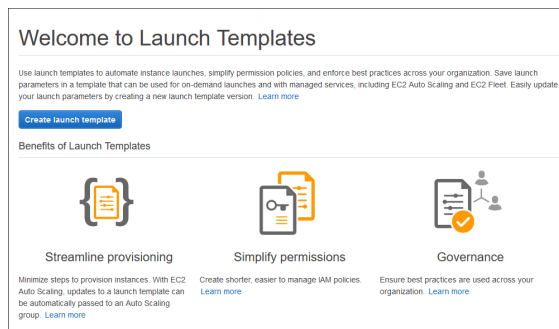 Welcome to Launch Templates
Use launch templates to automate instance launches, simplify permission policies, and enforce best practices across your organization. Save launch
parameters in a template that can be used for on-demand launches and with managed services, including EC2 Auto Scaling and EC2 Fleet. Easily update
your launch parameters by creating a new launch template version. Learn more
Create launch template
Benefits of Launch Templates
Streamline provisioning
Minimize steps to provision instances. With EC2
Auto Scaling, updates to a launch template can
be automatically passed to an Auto Scaling
group. Learn more
Simplify permissions
Create shorter, easier to manage IAM policies.
Learn more
Governance
Ensure best practices are used across your
organization. Learn more